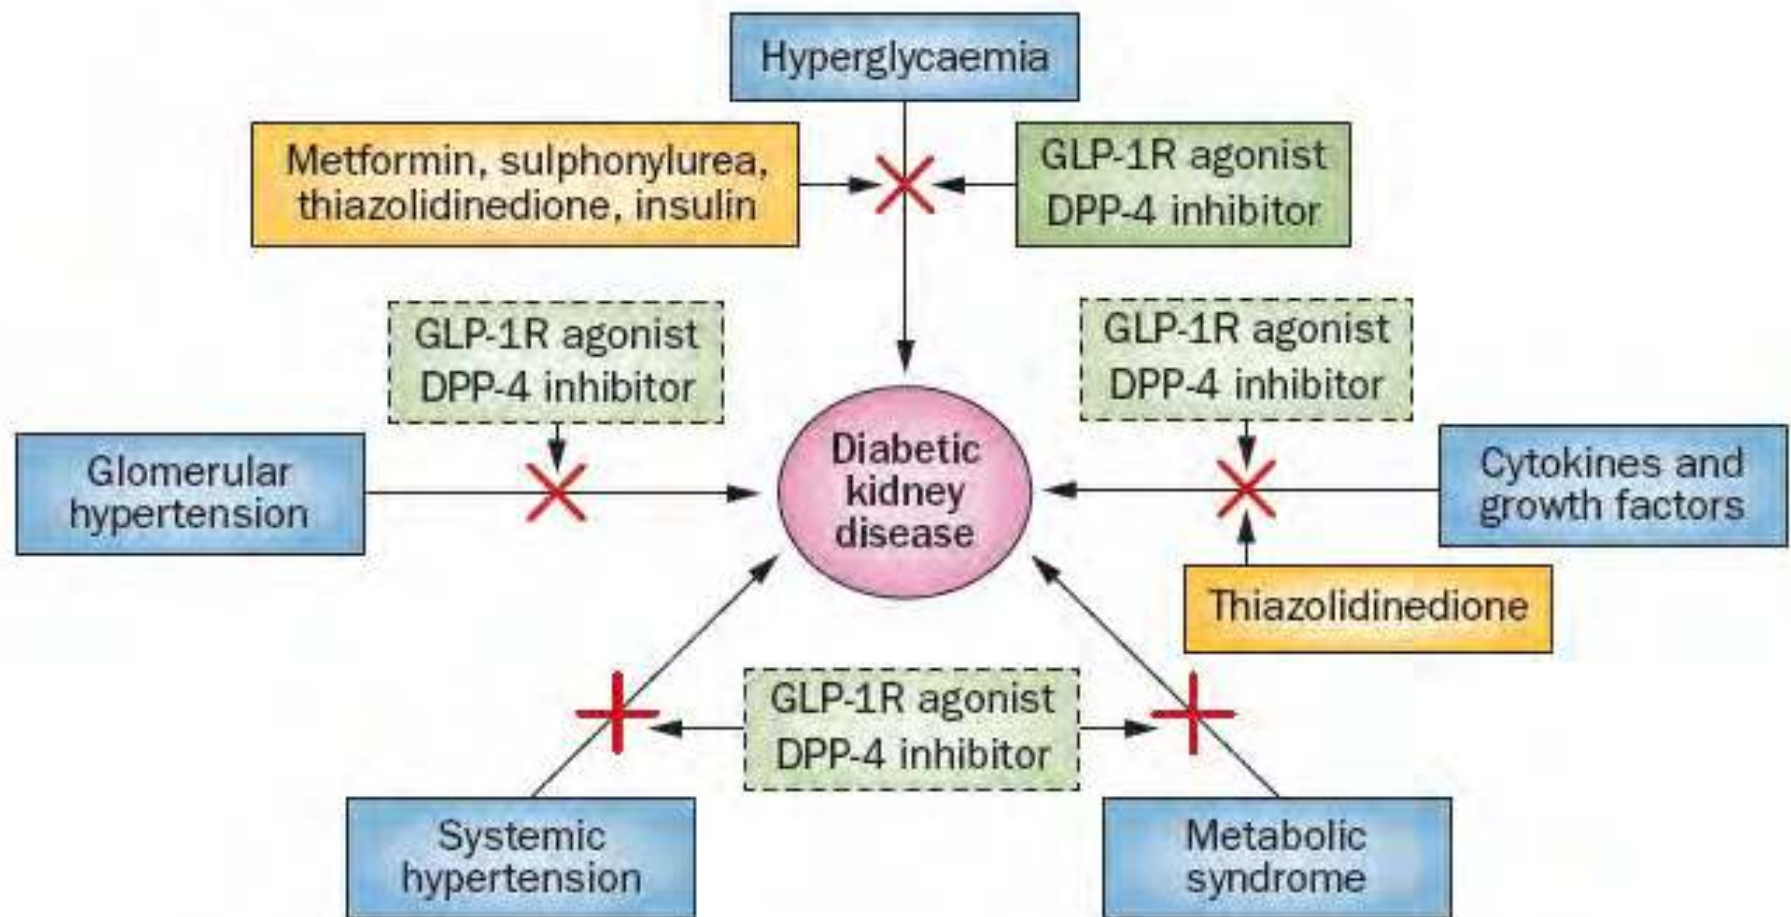 Hyperglycaemia
Metformin, sulphonylurea,
thiazolidinedione, insulin
GLP-1R agonist
DPP-4 inhibitor
GLP-1R agonist
DPP-4 inhibitor
GLP-1R agonist
DPP-4 inhibitor
Glomerular
hypertension
Diabetic
kidney
disease
Cytokines and
growth factors
Thiazolidinedione
GLP-1R agonist
DPP-4 inhibitor
Systemic
hypertension
Metabolic
syndrome